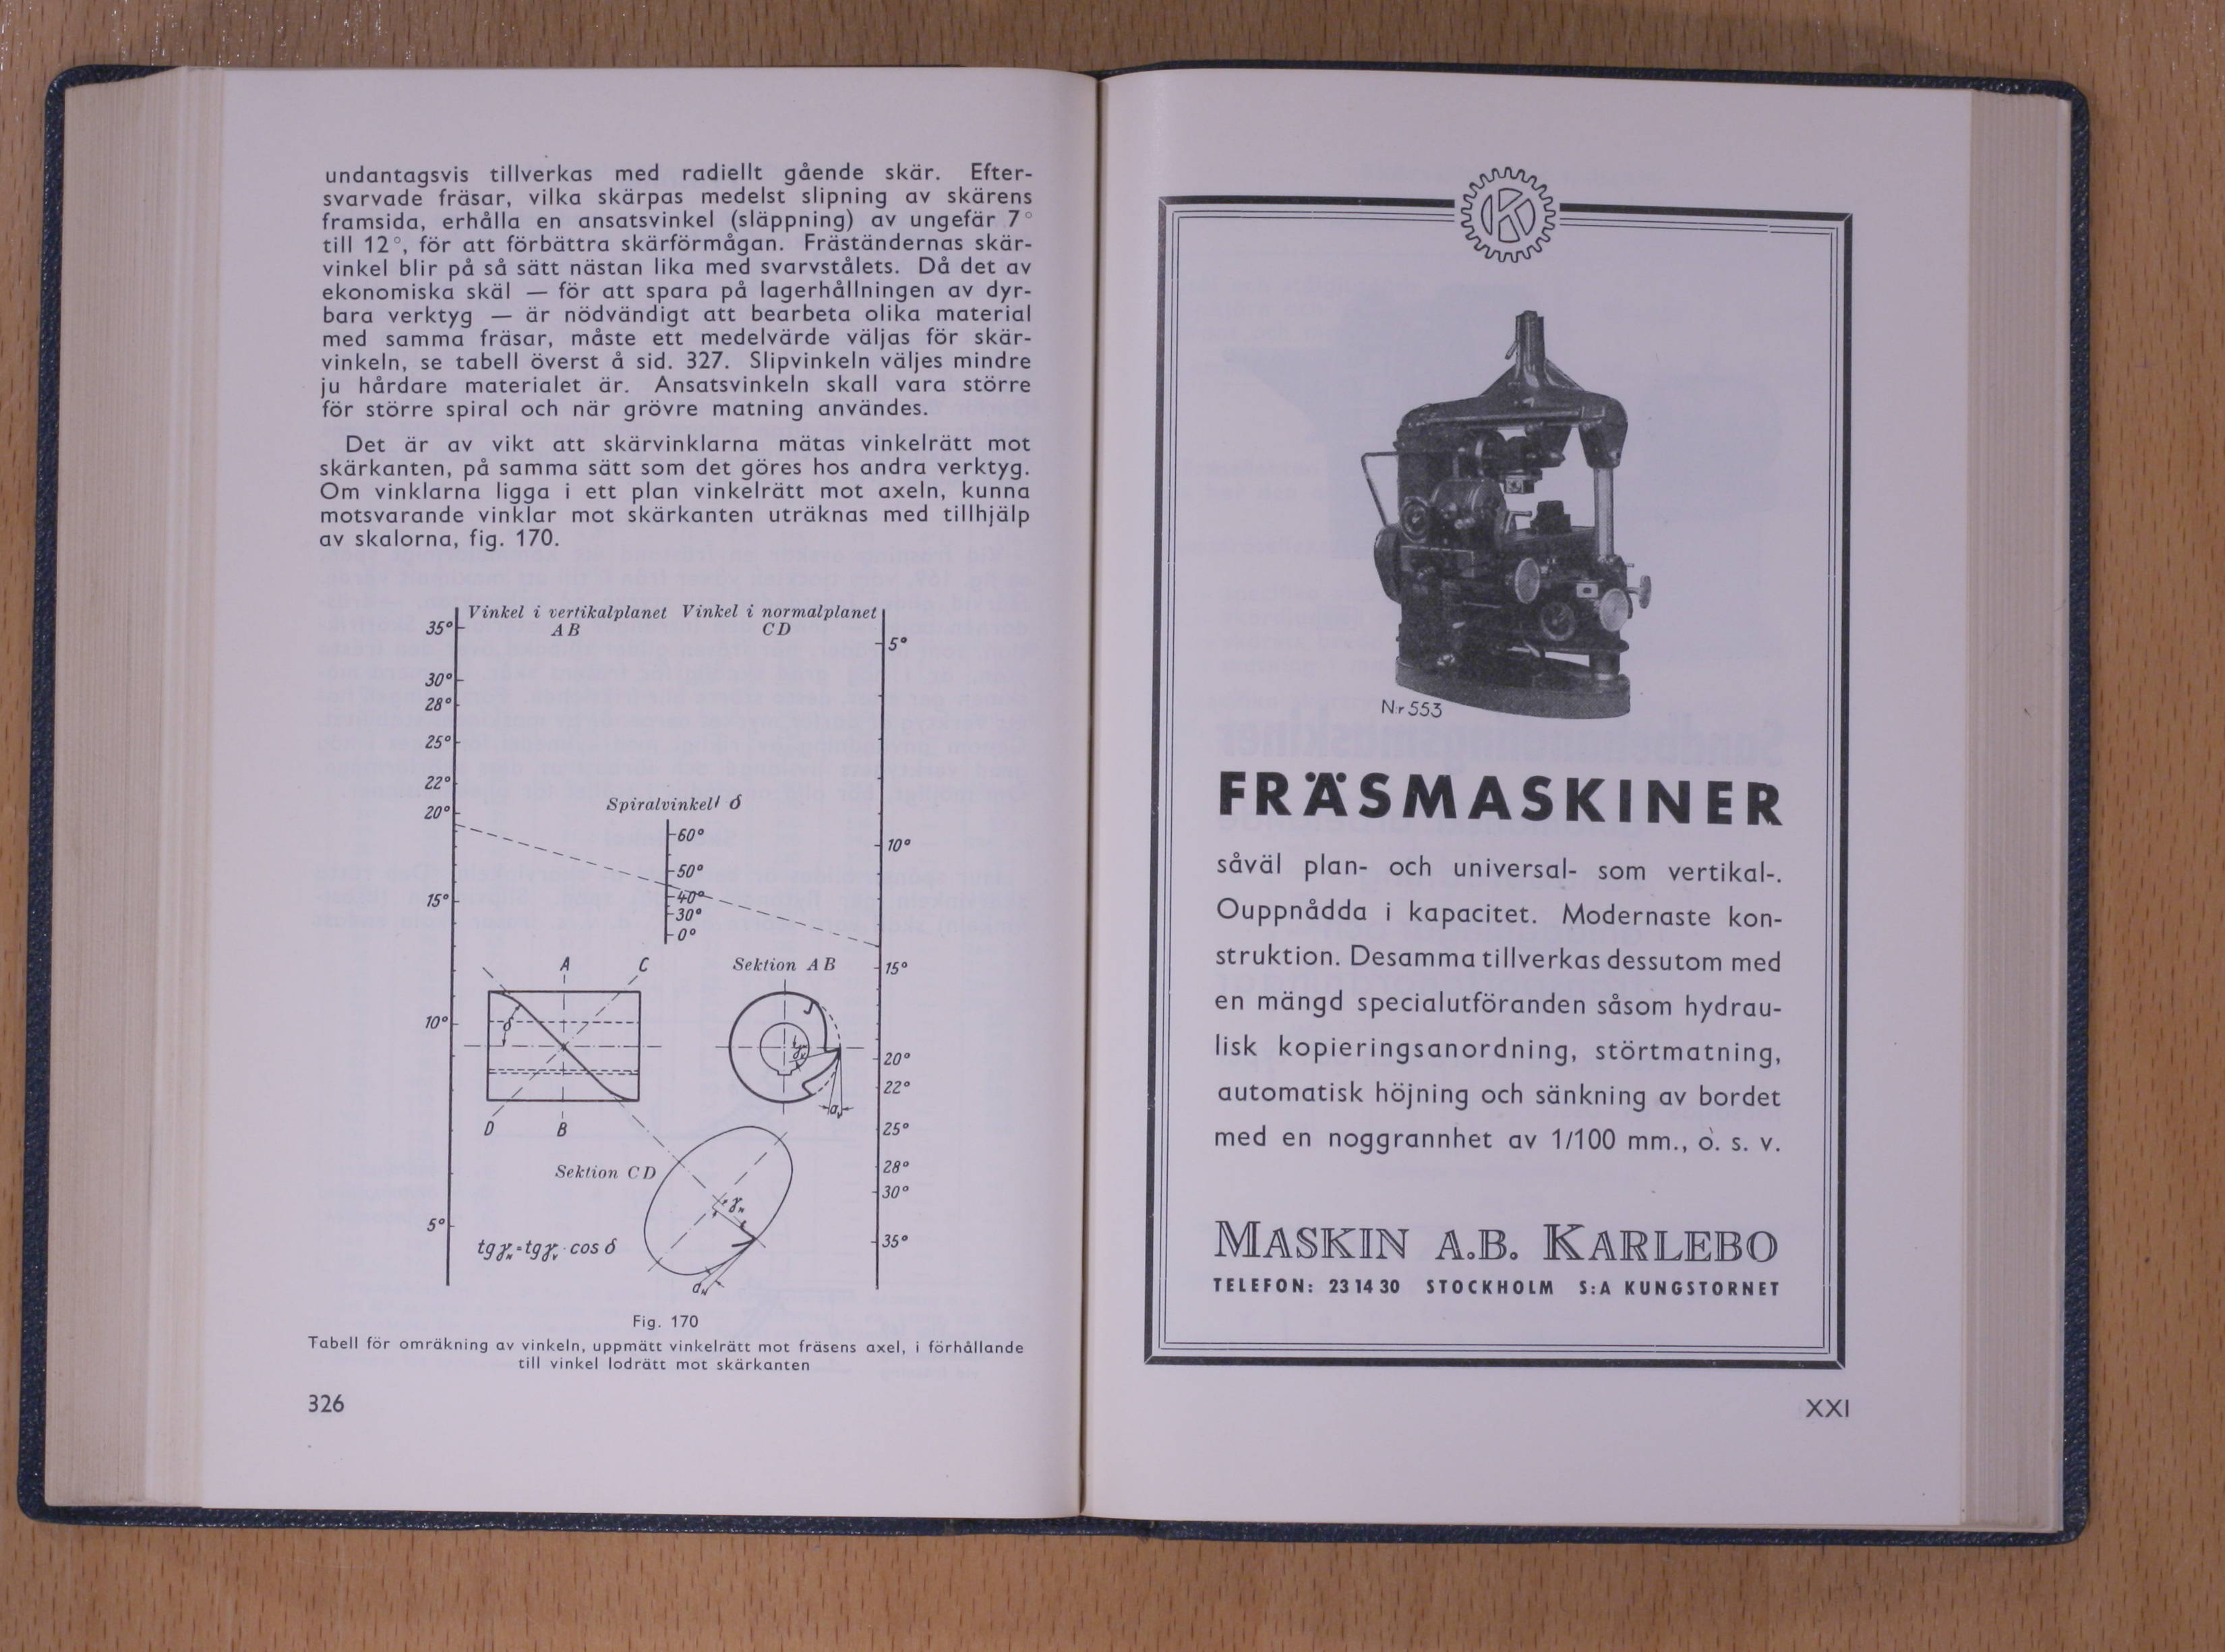 undantagsvis tillverkas med radiellt gående skär. Efter-
svarvade fräsar, vilka skärpas medelst slipning av skärens
framsida, erhålla en ansatsvinkel (släppning) av ungefär 7°
till 12°, för att förbättra skärförmågan. Fräständernas skär-
vinkel blir på så sätt nästan lika med svarvstålets. Då det av
ekonomiska skäl — för att spara på lagerhållningen av dyr-
bara verktyg — är nödvändigt att bearbeta olika material
med samma fräsar, måste ett medelvärde väljas för skär-
vinkeln, se tabell överst å sid. 327. Slipvinkeln väljes mindre
ju hårdare materialet är. Ansatsvinkeln skall vara större
för större spiral och när grövre matning användes.
Det är av vikt att skärvinklarna mätas vinkelrätt mot
skärkanten, på samma sätt som det göres hos andra verktyg.
Om vinklarna ligga i ett plan vinkelrätt mot axeln, kunna
motsvarande vinklar mot skärkanten uträknas med tillhjälp
av skalorna, fig. 170.
Vinkel i vertikalplanet Vinkel i normalplanet
AB CD
35°
30°
28°
25°
22°
20°
15°
10°
5°
Spiralvinkel δ
60°
50°
40°
30°
0°
5°
10°
15°
20°
22°
25°
28°
30°
35°
A C
δ
D B
Sektion AB
γv
αv
Sektion CD
γN
αN
tg γN = tg γv · cos δ
Fig. 170
Tabell för omräkning av vinkeln, uppmätt vinkelrätt mot fräsens axel, i förhållande
till vinkel lodrätt mot skärkanten
326
K
Nr 553
FRÄSMASKINER
såväl plan- och universal- som vertikal-.
Ouppnådda i kapacitet. Modernaste kon-
struktion. Desamma tillverkas dessutom med
en mängd specialutföranden såsom hydrau-
lisk kopieringsanordning, störtmatning,
automatisk höjning och sänkning av bordet
med en noggrannhet av 1/100 mm., o. s. v.
MASKIN A.B. KARLEBO
TELEFON: 23 14 30 STOCKHOLM S:A KUNGSTORNET
XXI